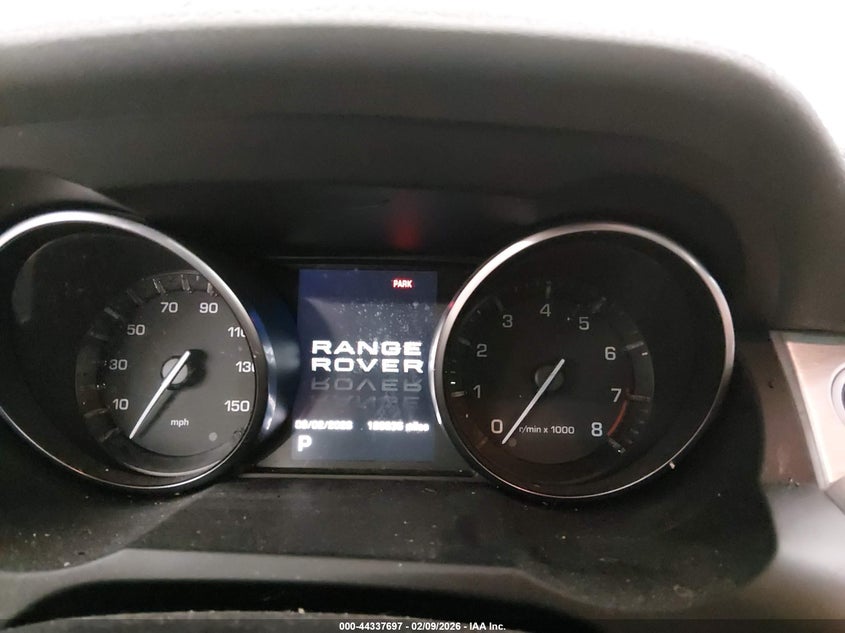 PARK
70 90
50 110
30 130
10 150
mph
RANGE
ROVER
miles
P
4
3 5
2 6
1 7
0 r/min x 1000 8
000-44337697 - 02/09/2026 - IAA Inc.